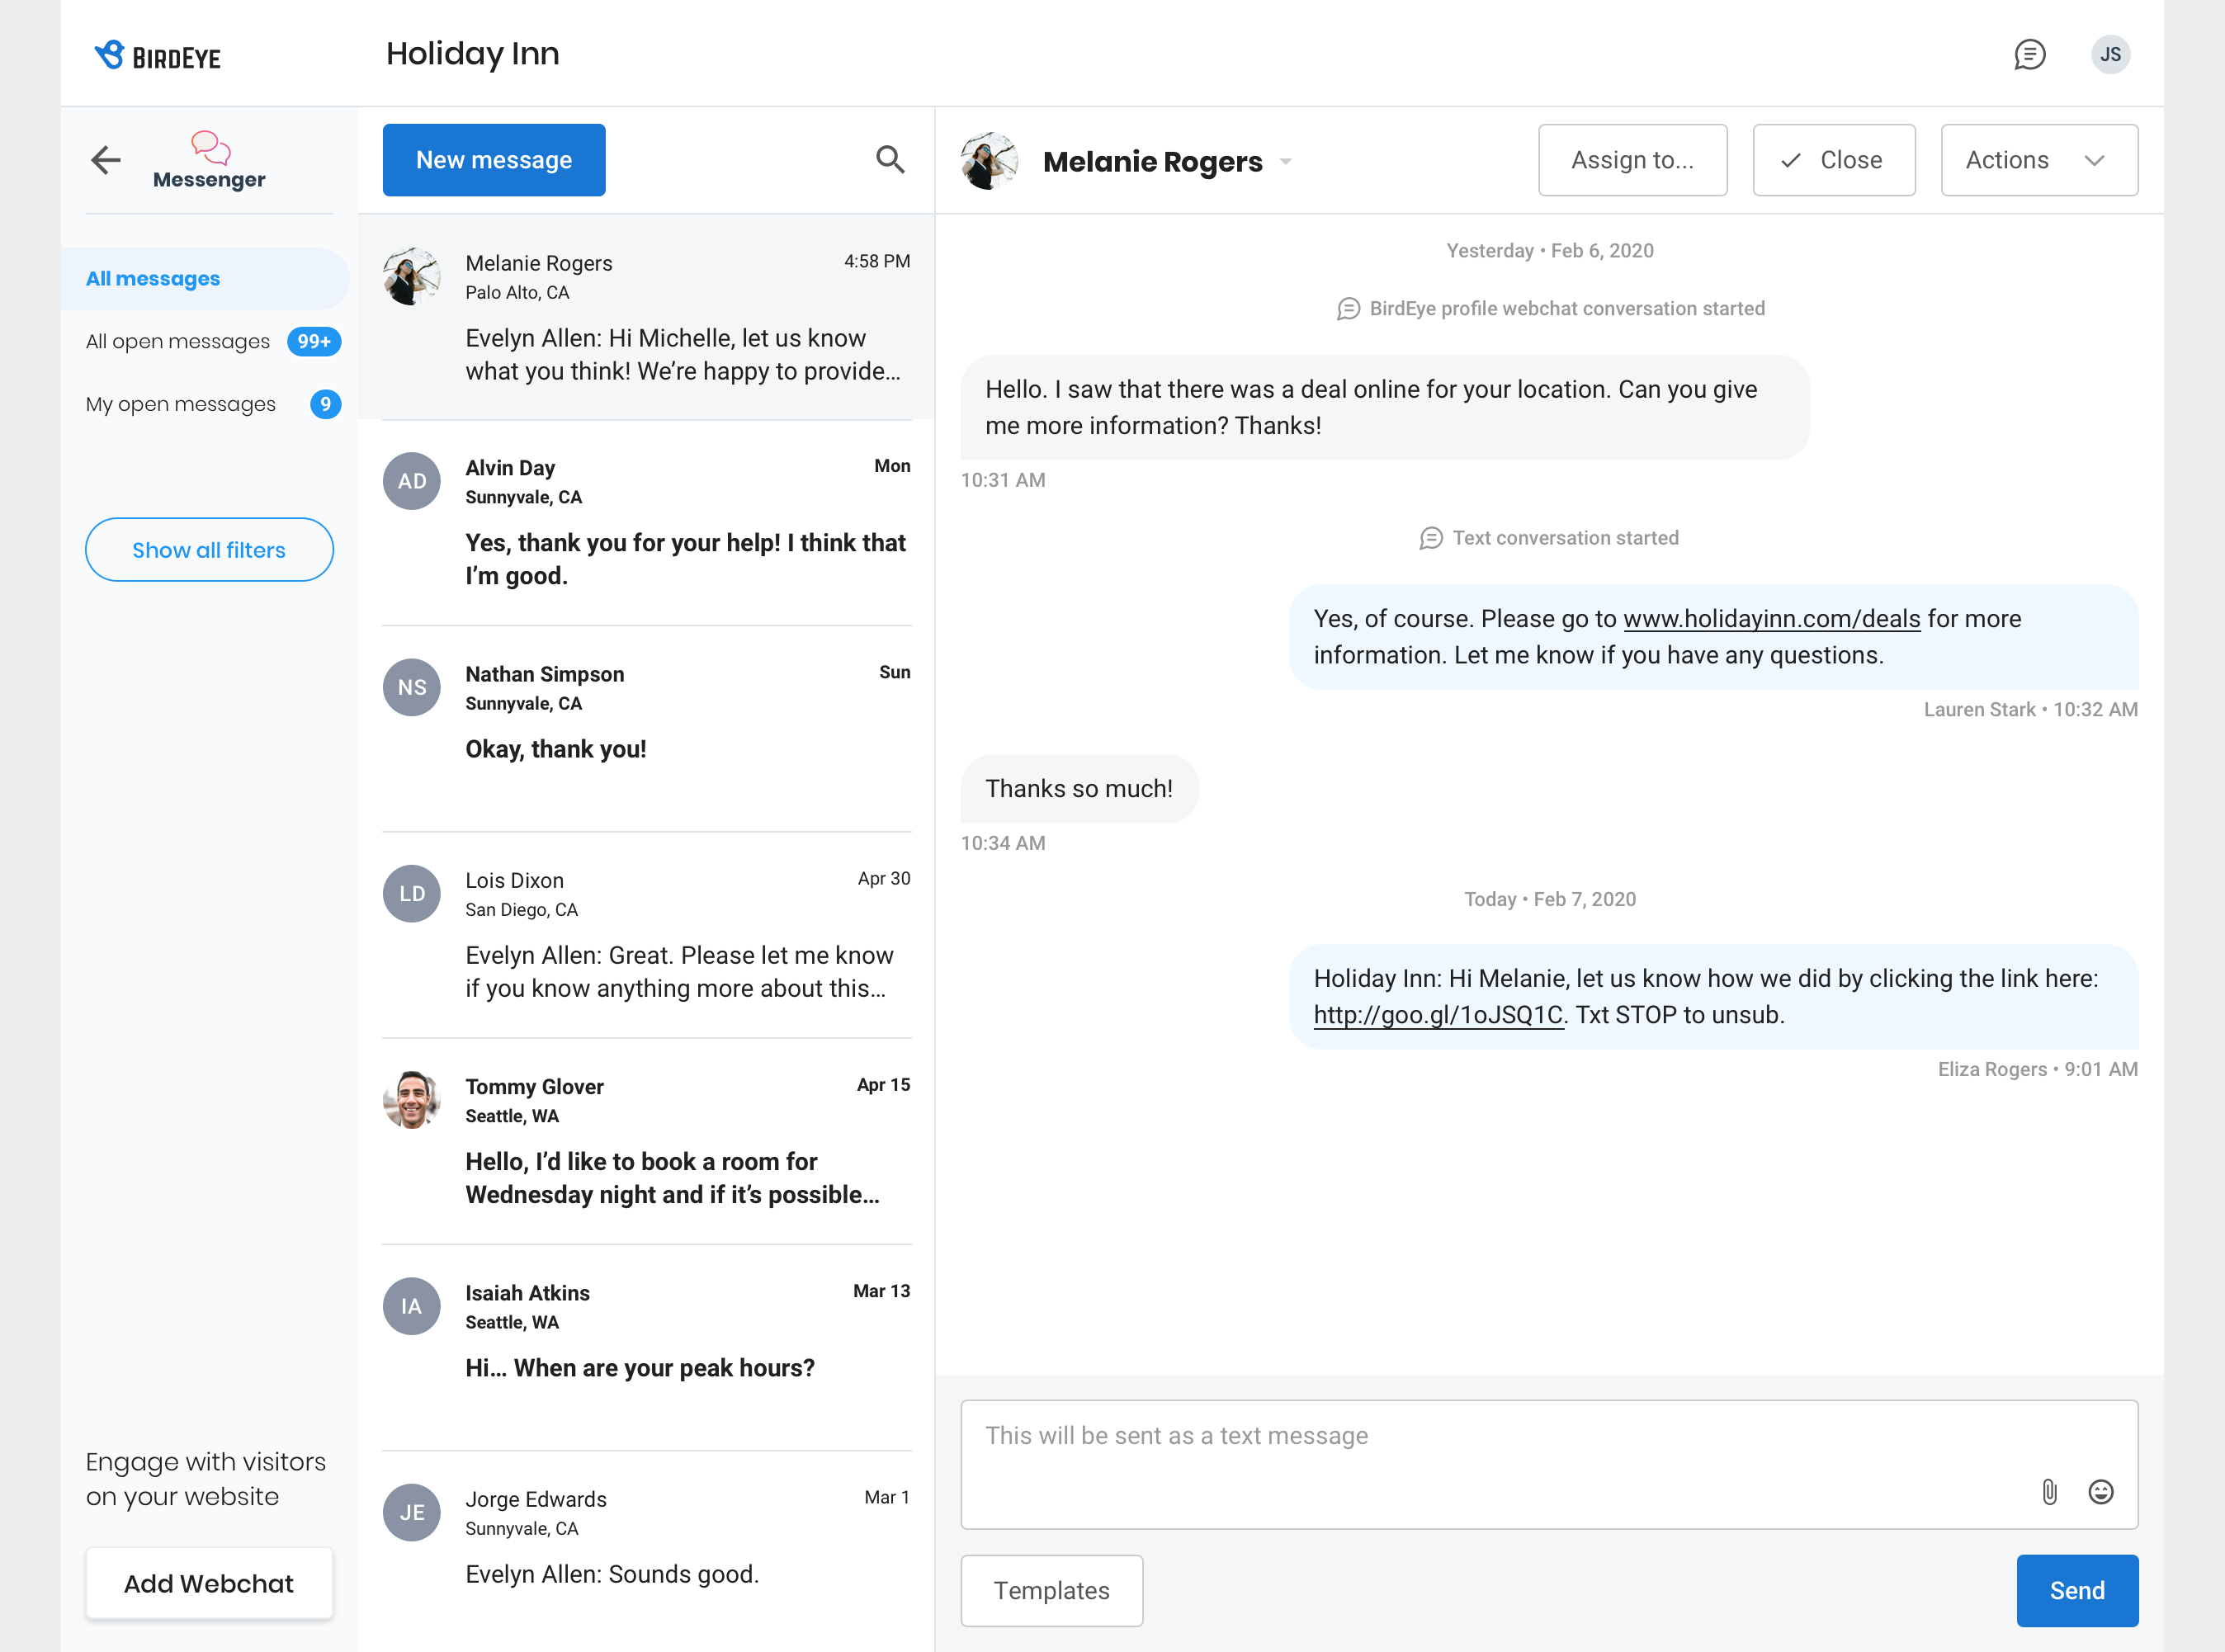 BIRDEYE
Holiday Inn
JS
Messenger
All messages
All open messages 99+
My open messages 9
Show all filters
Engage with visitors
on your website
Add Webchat
New message
Melanie Rogers 4:58 PM
Palo Alto, CA
Evelyn Allen: Hi Michelle, let us know
what you think! We’re happy to provide…
AD
Alvin Day Mon
Sunnyvale, CA
Yes, thank you for your help! I think that
I’m good.
NS
Nathan Simpson Sun
Sunnyvale, CA
Okay, thank you!
LD
Lois Dixon Apr 30
San Diego, CA
Evelyn Allen: Great. Please let me know
if you know anything more about this…
Tommy Glover Apr 15
Seattle, WA
Hello, I’d like to book a room for
Wednesday night and if it’s possible…
IA
Isaiah Atkins Mar 13
Seattle, WA
Hi… When are your peak hours?
JE
Jorge Edwards Mar 1
Sunnyvale, CA
Evelyn Allen: Sounds good.
Melanie Rogers
Assign to...
Close
Actions
Yesterday • Feb 6, 2020
BirdEye profile webchat conversation started
Hello. I saw that there was a deal online for your location. Can you give
me more information? Thanks!
10:31 AM
Text conversation started
Yes, of course. Please go to www.holidayinn.com/deals for more
information. Let me know if you have any questions.
Lauren Stark • 10:32 AM
Thanks so much!
10:34 AM
Today • Feb 7, 2020
Holiday Inn: Hi Melanie, let us know how we did by clicking the link here:
http://goo.gl/1oJSQ1C. Txt STOP to unsub.
Eliza Rogers • 9:01 AM
This will be sent as a text message
Templates
Send